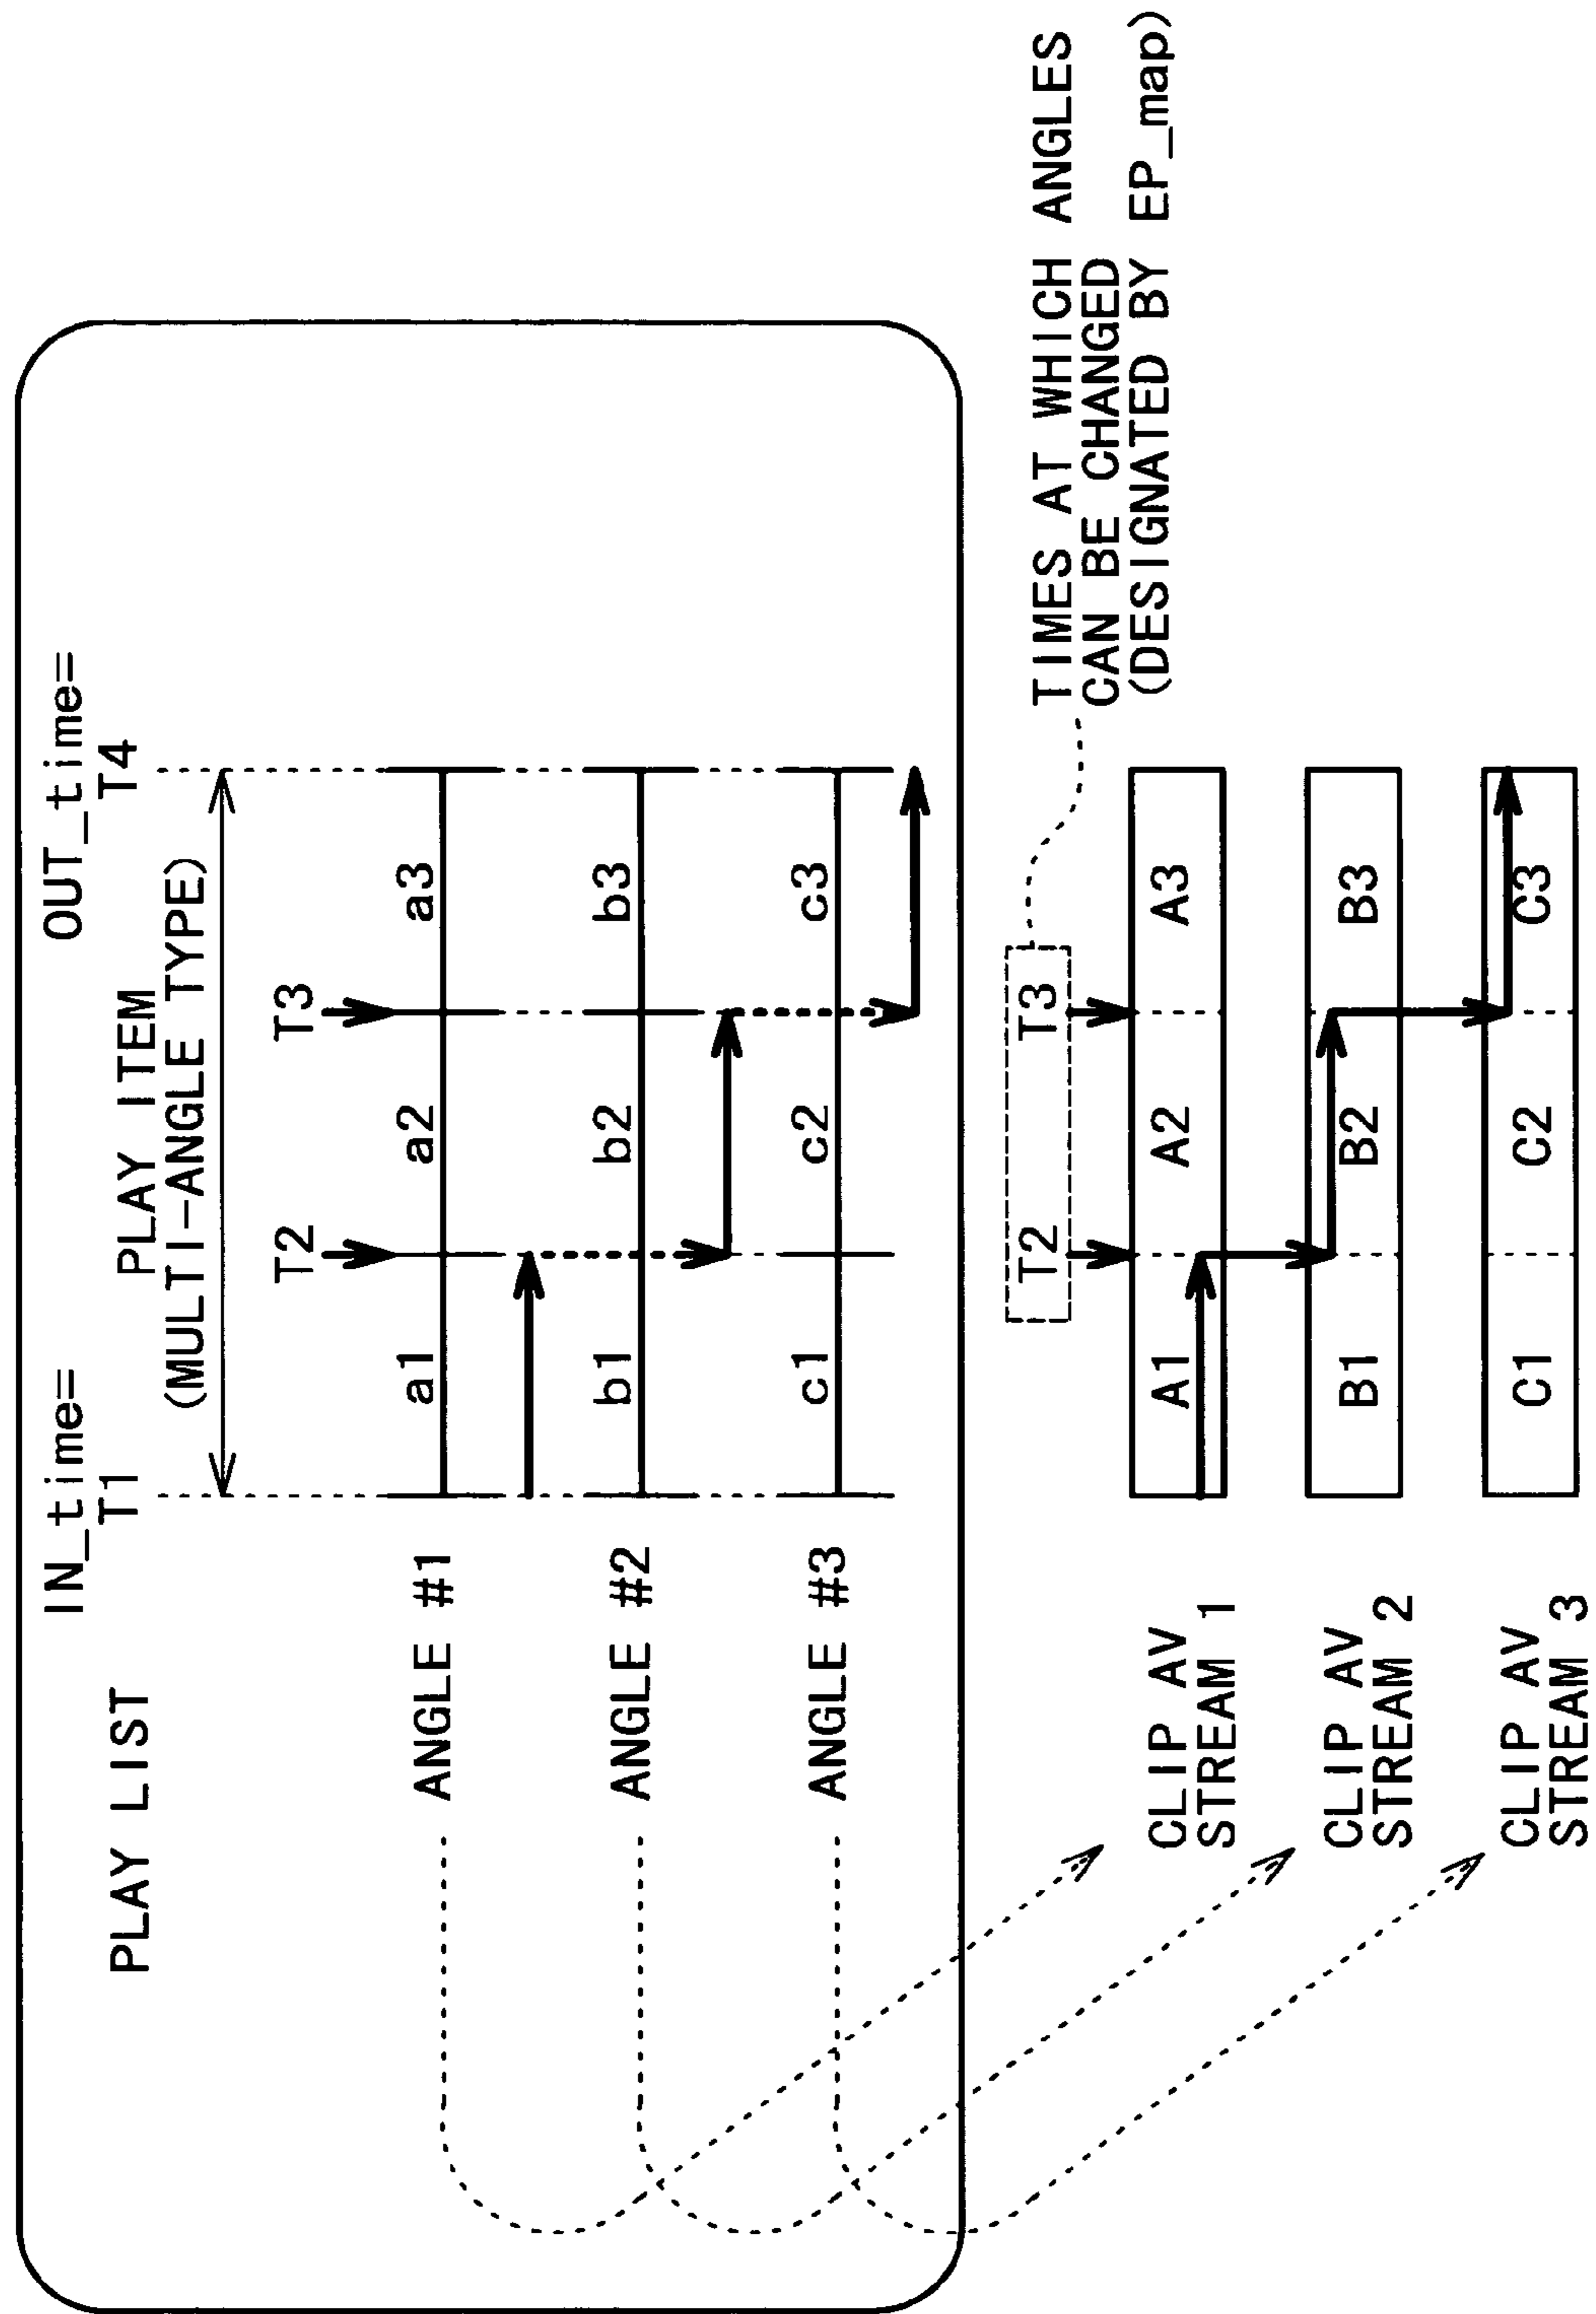 PLAY LIST
IN_time=
T1
OUT_time=
T4
PLAY ITEM
(MULTI-ANGLE TYPE)
T2
T3
ANGLE #1
a1
a2
a3
ANGLE #2
b1
b2
b3
ANGLE #3
c1
c2
c3
T2
T3
TIMES AT WHICH ANGLES
CAN BE CHANGED
(DESIGNATED BY EP_map)
CLIP AV
STREAM 1
A1
A2
A3
CLIP AV
STREAM 2
B1
B2
B3
CLIP AV
STREAM 3
C1
C2
C3